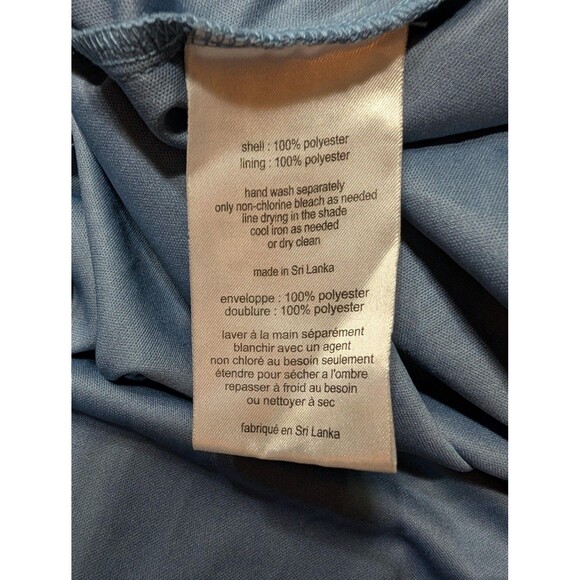 shell : 100% polyester
lining : 100% polyester
hand wash separately
only non-chlorine bleach as needed
line drying in the shade
cool iron as needed
or dry clean
made in Sri Lanka
enveloppe : 100% polyester
doublure : 100% polyester
laver à la main séparément
blanchir avec un agent
non chloré au besoin seulement
étendre pour sécher a l'ombre
repasser à froid au besoin
ou nettoyer à sec
fabriqué en Sri Lanka